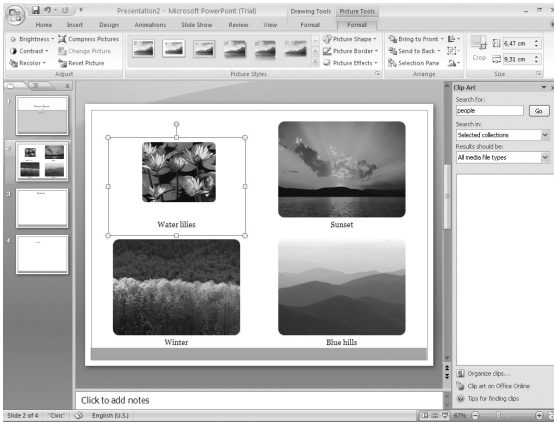 Presentation2 - Microsoft PowerPoint (Trial)
Drawing Tools
Picture Tools
Home
Insert
Design
Animations
Slide Show
Review
View
Format
Format
Brightness
Compress Pictures
Contrast
Change Picture
Recolor
Reset Picture
Adjust
Picture Styles
Picture Shape
Picture Border
Picture Effects
Bring to Front
Send to Back
Selection Pane
Arrange
Crop
6,47 cm
9,31 cm
Size
1
2
3
4
Water lilies
Sunset
Winter
Blue hills
Clip Art
Search for:
people
Go
Search in:
Selected collections
Results should be:
All media file types
Organize clips...
Clip art on Office Online
Tips for finding clips
Click to add notes
Slide 2 of 4
"Civic"
English (U.S.)
67%